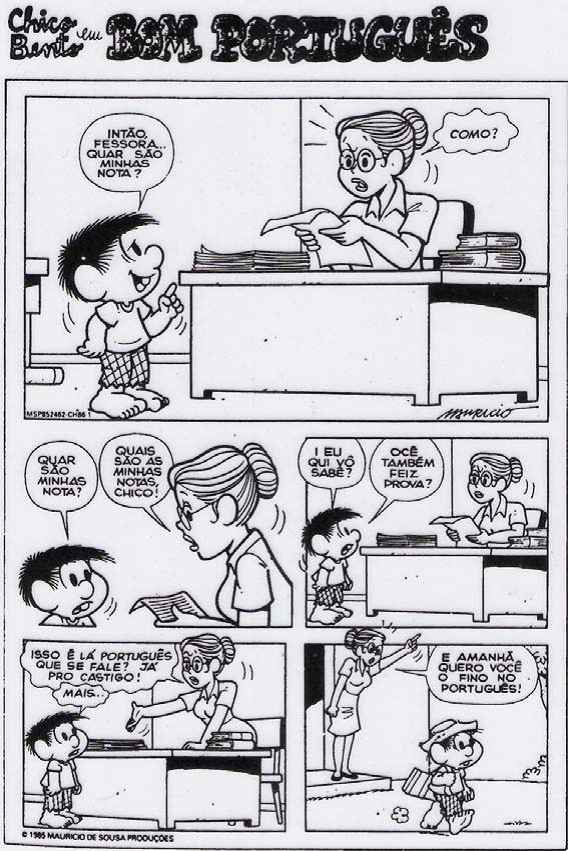 Chico
Bento em BOM PORTUGUÊS
INTÃO,
FESSORA...
QUAR SÃO
MINHAS
NOTA?
COMO?
MSP852462-CH86 1
MAURICIO
QUAR
SÃO
MINHAS
NOTA?
QUAIS
SÃO AS
MINHAS
NOTAS,
CHICO!
I EU
QUI VÔ
SABÊ?
OCÊ
TAMBÉM
FEIZ
PROVA?
ISSO É LÁ PORTUGUÊS
QUE SE FALE? JÁ
PRO CASTIGO!
MAIS...
© 1985 MAURICIO DE SOUSA PRODUÇÕES
E AMANHÃ
QUERO VOCÊ
O FINO NO
PORTUGUÊS!